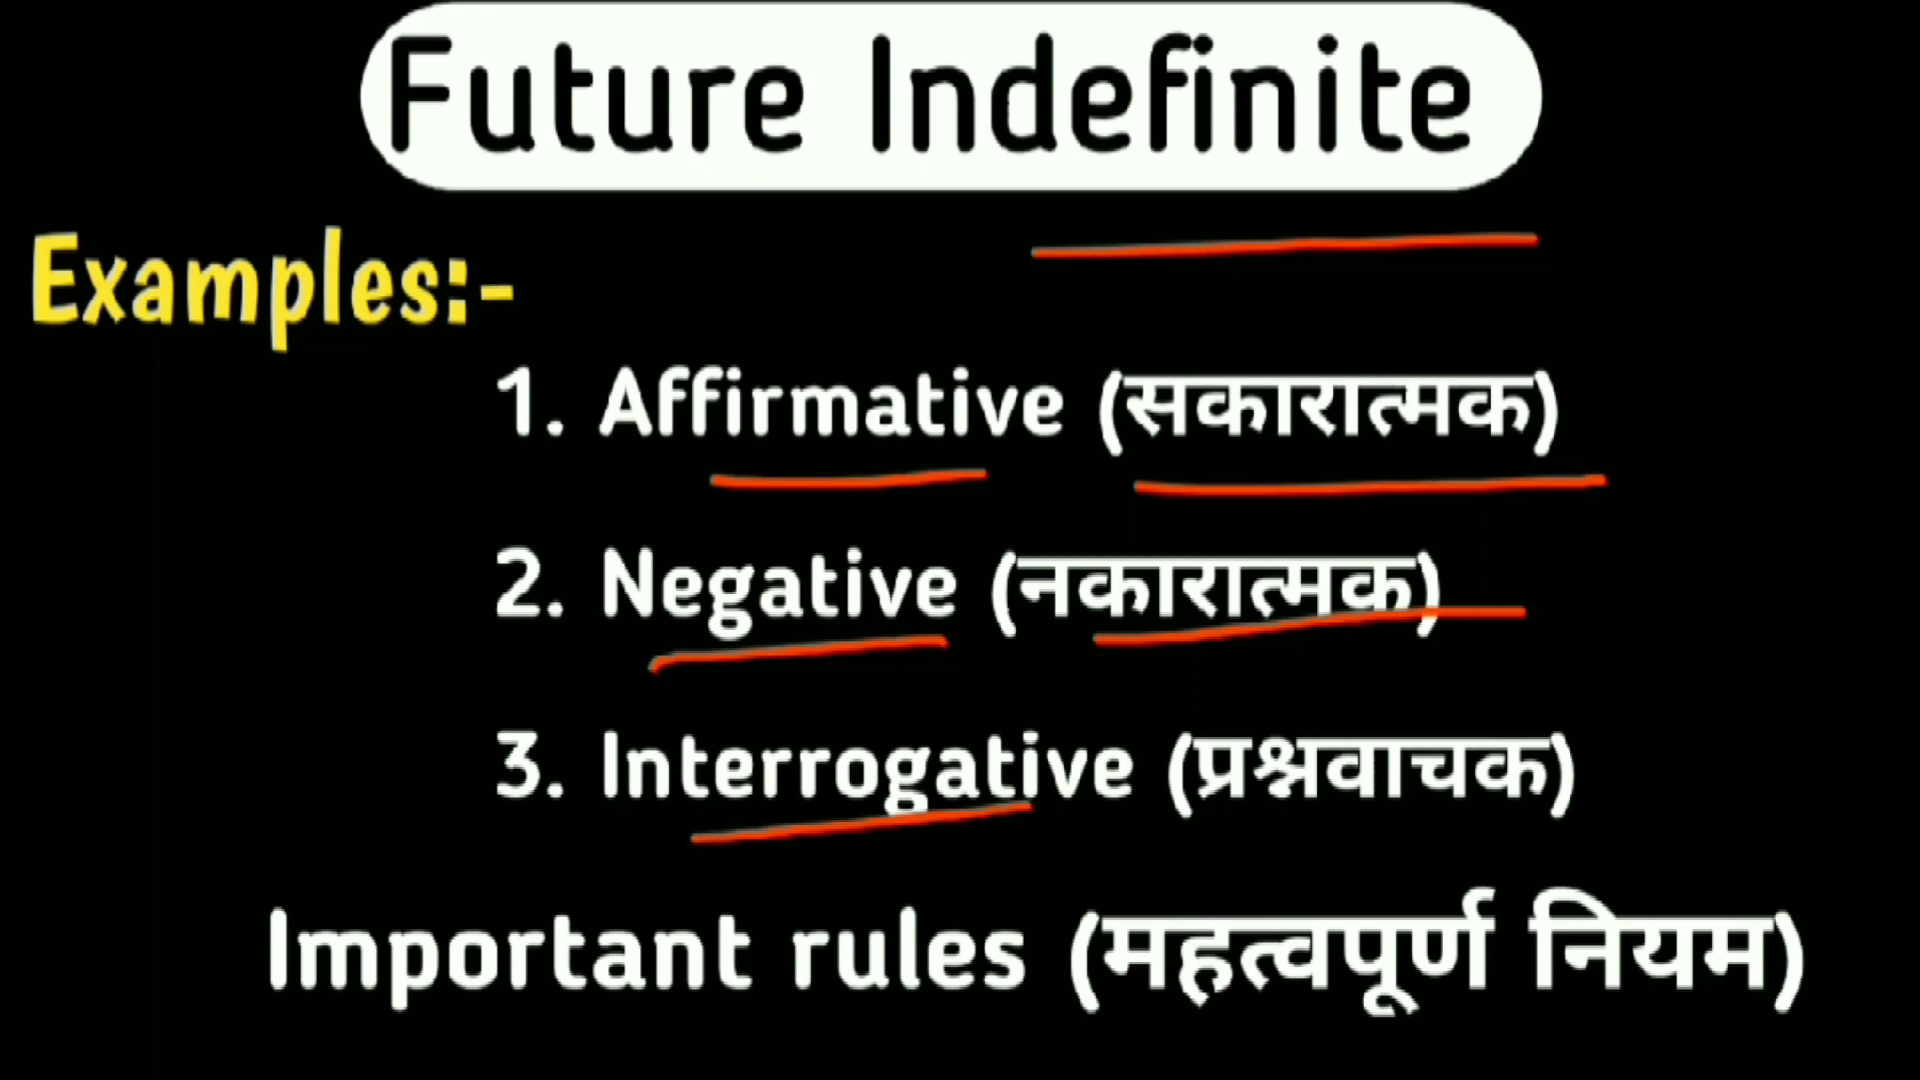 Future Indefinite
Examples:-
1. Affirmative (सकारात्मक)
2. Negative (नकारात्मक)
3. Interrogative (प्रश्नवाचक)
Important rules (महत्वपूर्ण नियम)